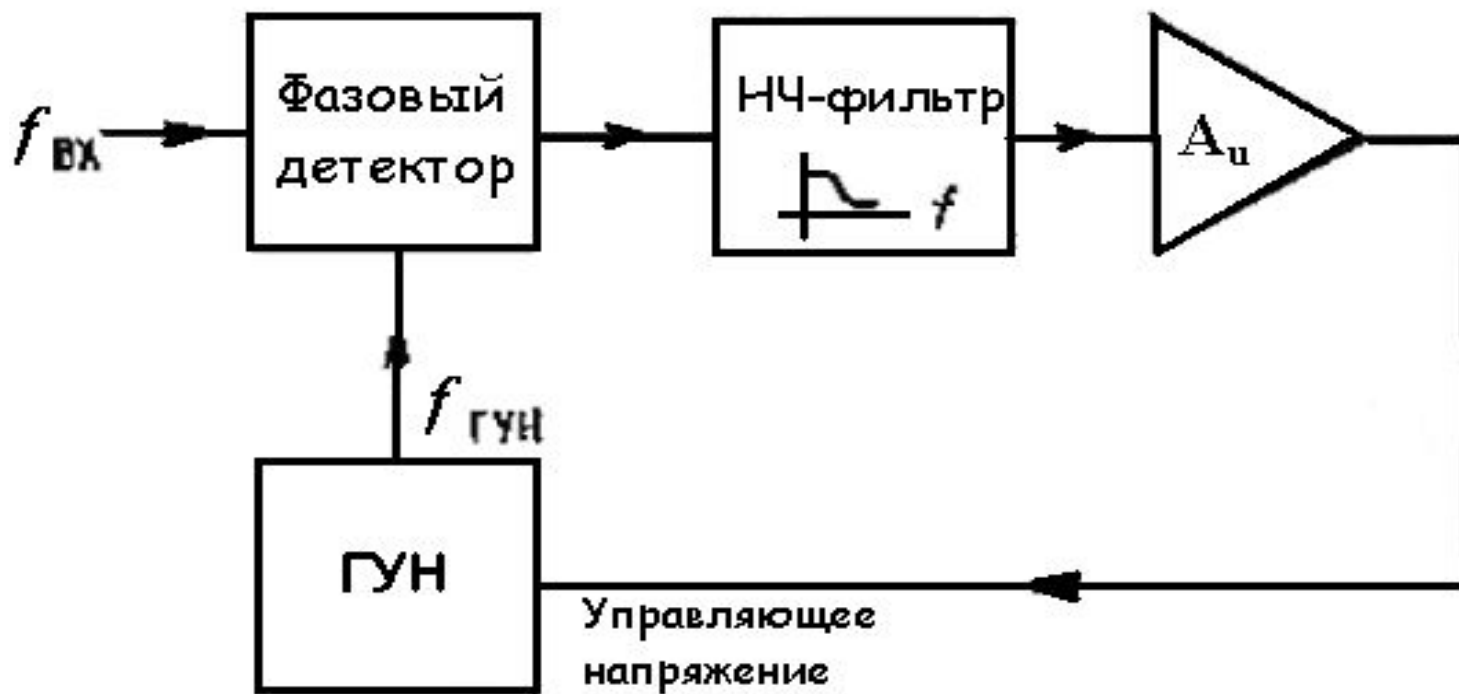 f вх
Фазовый
детектор
НЧ-фильтр
f
Au
f ГУН
ГУН
Управляющее
напряжение